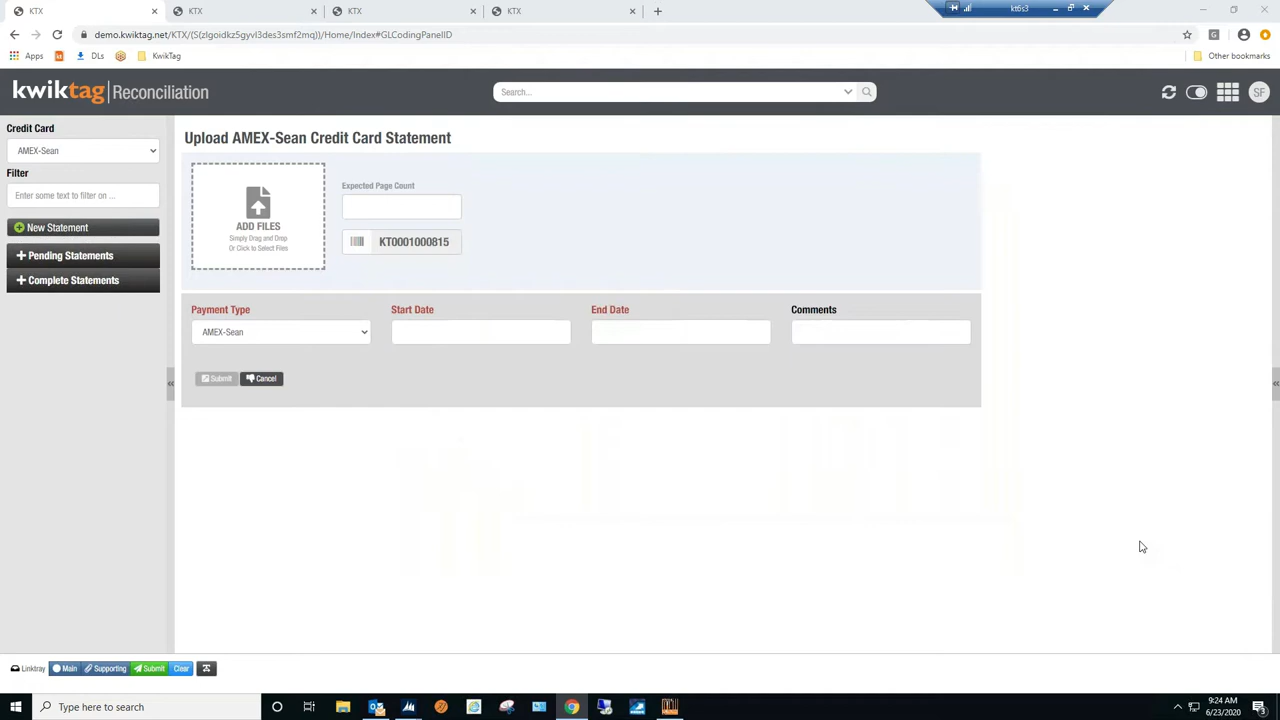 KTX
KTX
KTX
KTX
kt6s3
demo.kwiktag.net/KTX/(S(zlgoidkz5gyvl3des3smf2mq))/Home/Index#GLCodingPanelID
Apps
kt
DLs
KwikTag
Other bookmarks
kwiktag|Reconciliation
Search...
SF
Credit Card
AMEX-Sean
Filter
Enter some text to filter on ...
New Statement
Pending Statements
Complete Statements
Upload AMEX-Sean Credit Card Statement
ADD FILES
Simply Drag and Drop
Or Click to Select Files
Expected Page Count
KT0001000815
Payment Type
Start Date
End Date
Comments
AMEX-Sean
Submit
Cancel
Linktray
Main
Supporting
Submit
Clear
Type here to search
9:24 AM
6/23/2020
3